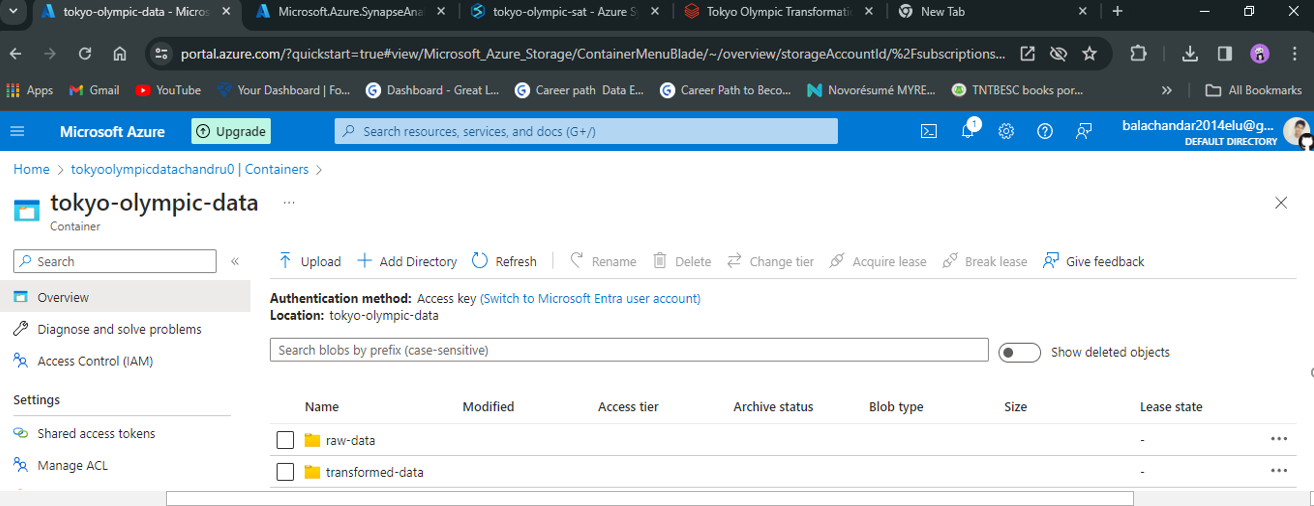 tokyo-olympic-data - Micros
Microsoft.Azure.SynapseAna
tokyo-olympic-sat - Azure Sy
Tokyo Olympic Transformati
New Tab
portal.azure.com/?quickstart=true#view/Microsoft_Azure_Storage/ContainerMenuBlade/~/overview/storageAccountId/%2Fsubscriptions...
Apps
Gmail
YouTube
Your Dashboard | Fo...
Dashboard - Great L...
Career path Data E...
Career Path to Beco...
Novorésumé MYRE...
TNTBESC books por...
»
All Bookmarks
Microsoft Azure
Upgrade
Search resources, services, and docs (G+/)
1
balachandar2014elu@g...
DEFAULT DIRECTORY
Home > tokyoolympicdatachandru0 | Containers >
tokyo-olympic-data ...
Container
Search
«
Upload
Add Directory
Refresh
Rename
Delete
Change tier
Acquire lease
Break lease
Give feedback
Overview
Diagnose and solve problems
Access Control (IAM)
Settings
Shared access tokens
Manage ACL
Authentication method: Access key (Switch to Microsoft Entra user account)
Location: tokyo-olympic-data
Search blobs by prefix (case-sensitive)
Show deleted objects
Name Modified Access tier Archive status Blob type Size Lease state
raw-data - ...
transformed-data - ...